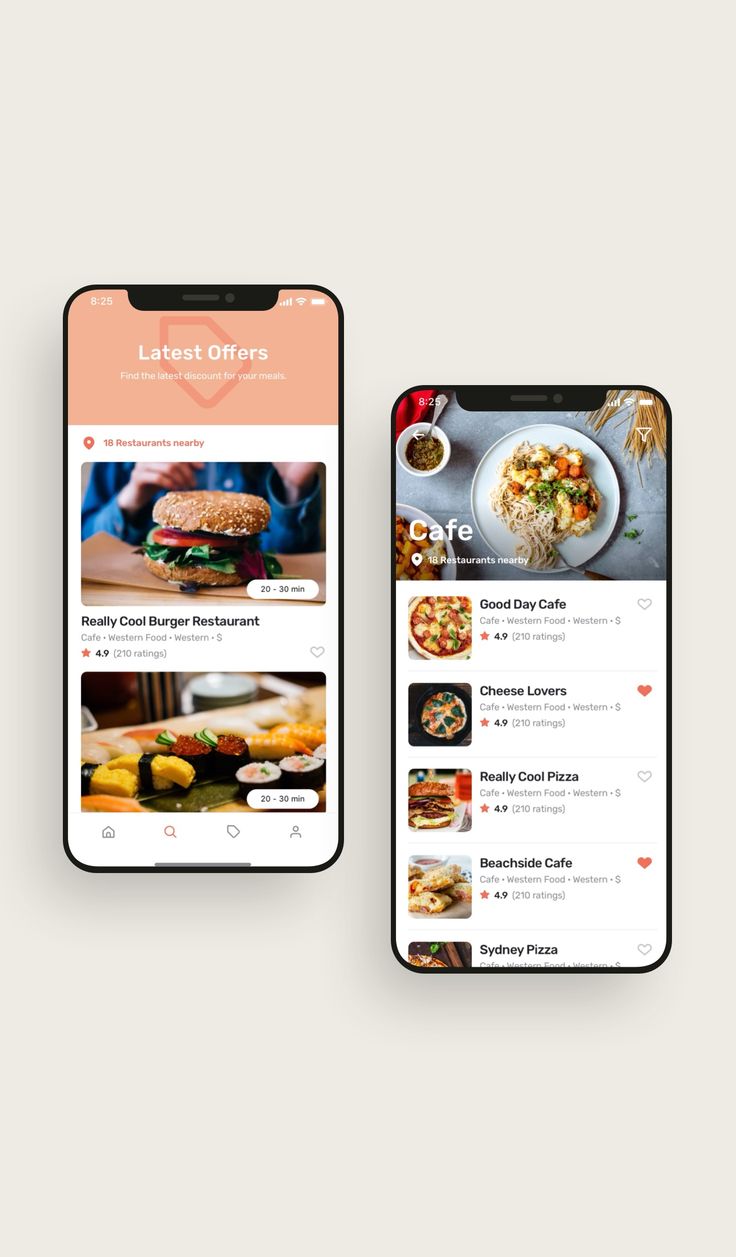 8:25
Latest Offers
Find the latest discount for your meals.
18 Restaurants nearby
20 - 30 min
Really Cool Burger Restaurant
Cafe • Western Food • Western • $
4.9 (210 ratings)
20 - 30 min
8:25
Cafe
18 Restaurants nearby
Good Day Cafe
Cafe • Western Food • Western • $
4.9 (210 ratings)
Cheese Lovers
Cafe • Western Food • Western • $
4.9 (210 ratings)
Really Cool Pizza
Cafe • Western Food • Western • $
4.9 (210 ratings)
Beachside Cafe
Cafe • Western Food • Western • $
4.9 (210 ratings)
Sydney Pizza
Cafe • Western Food • Western • $